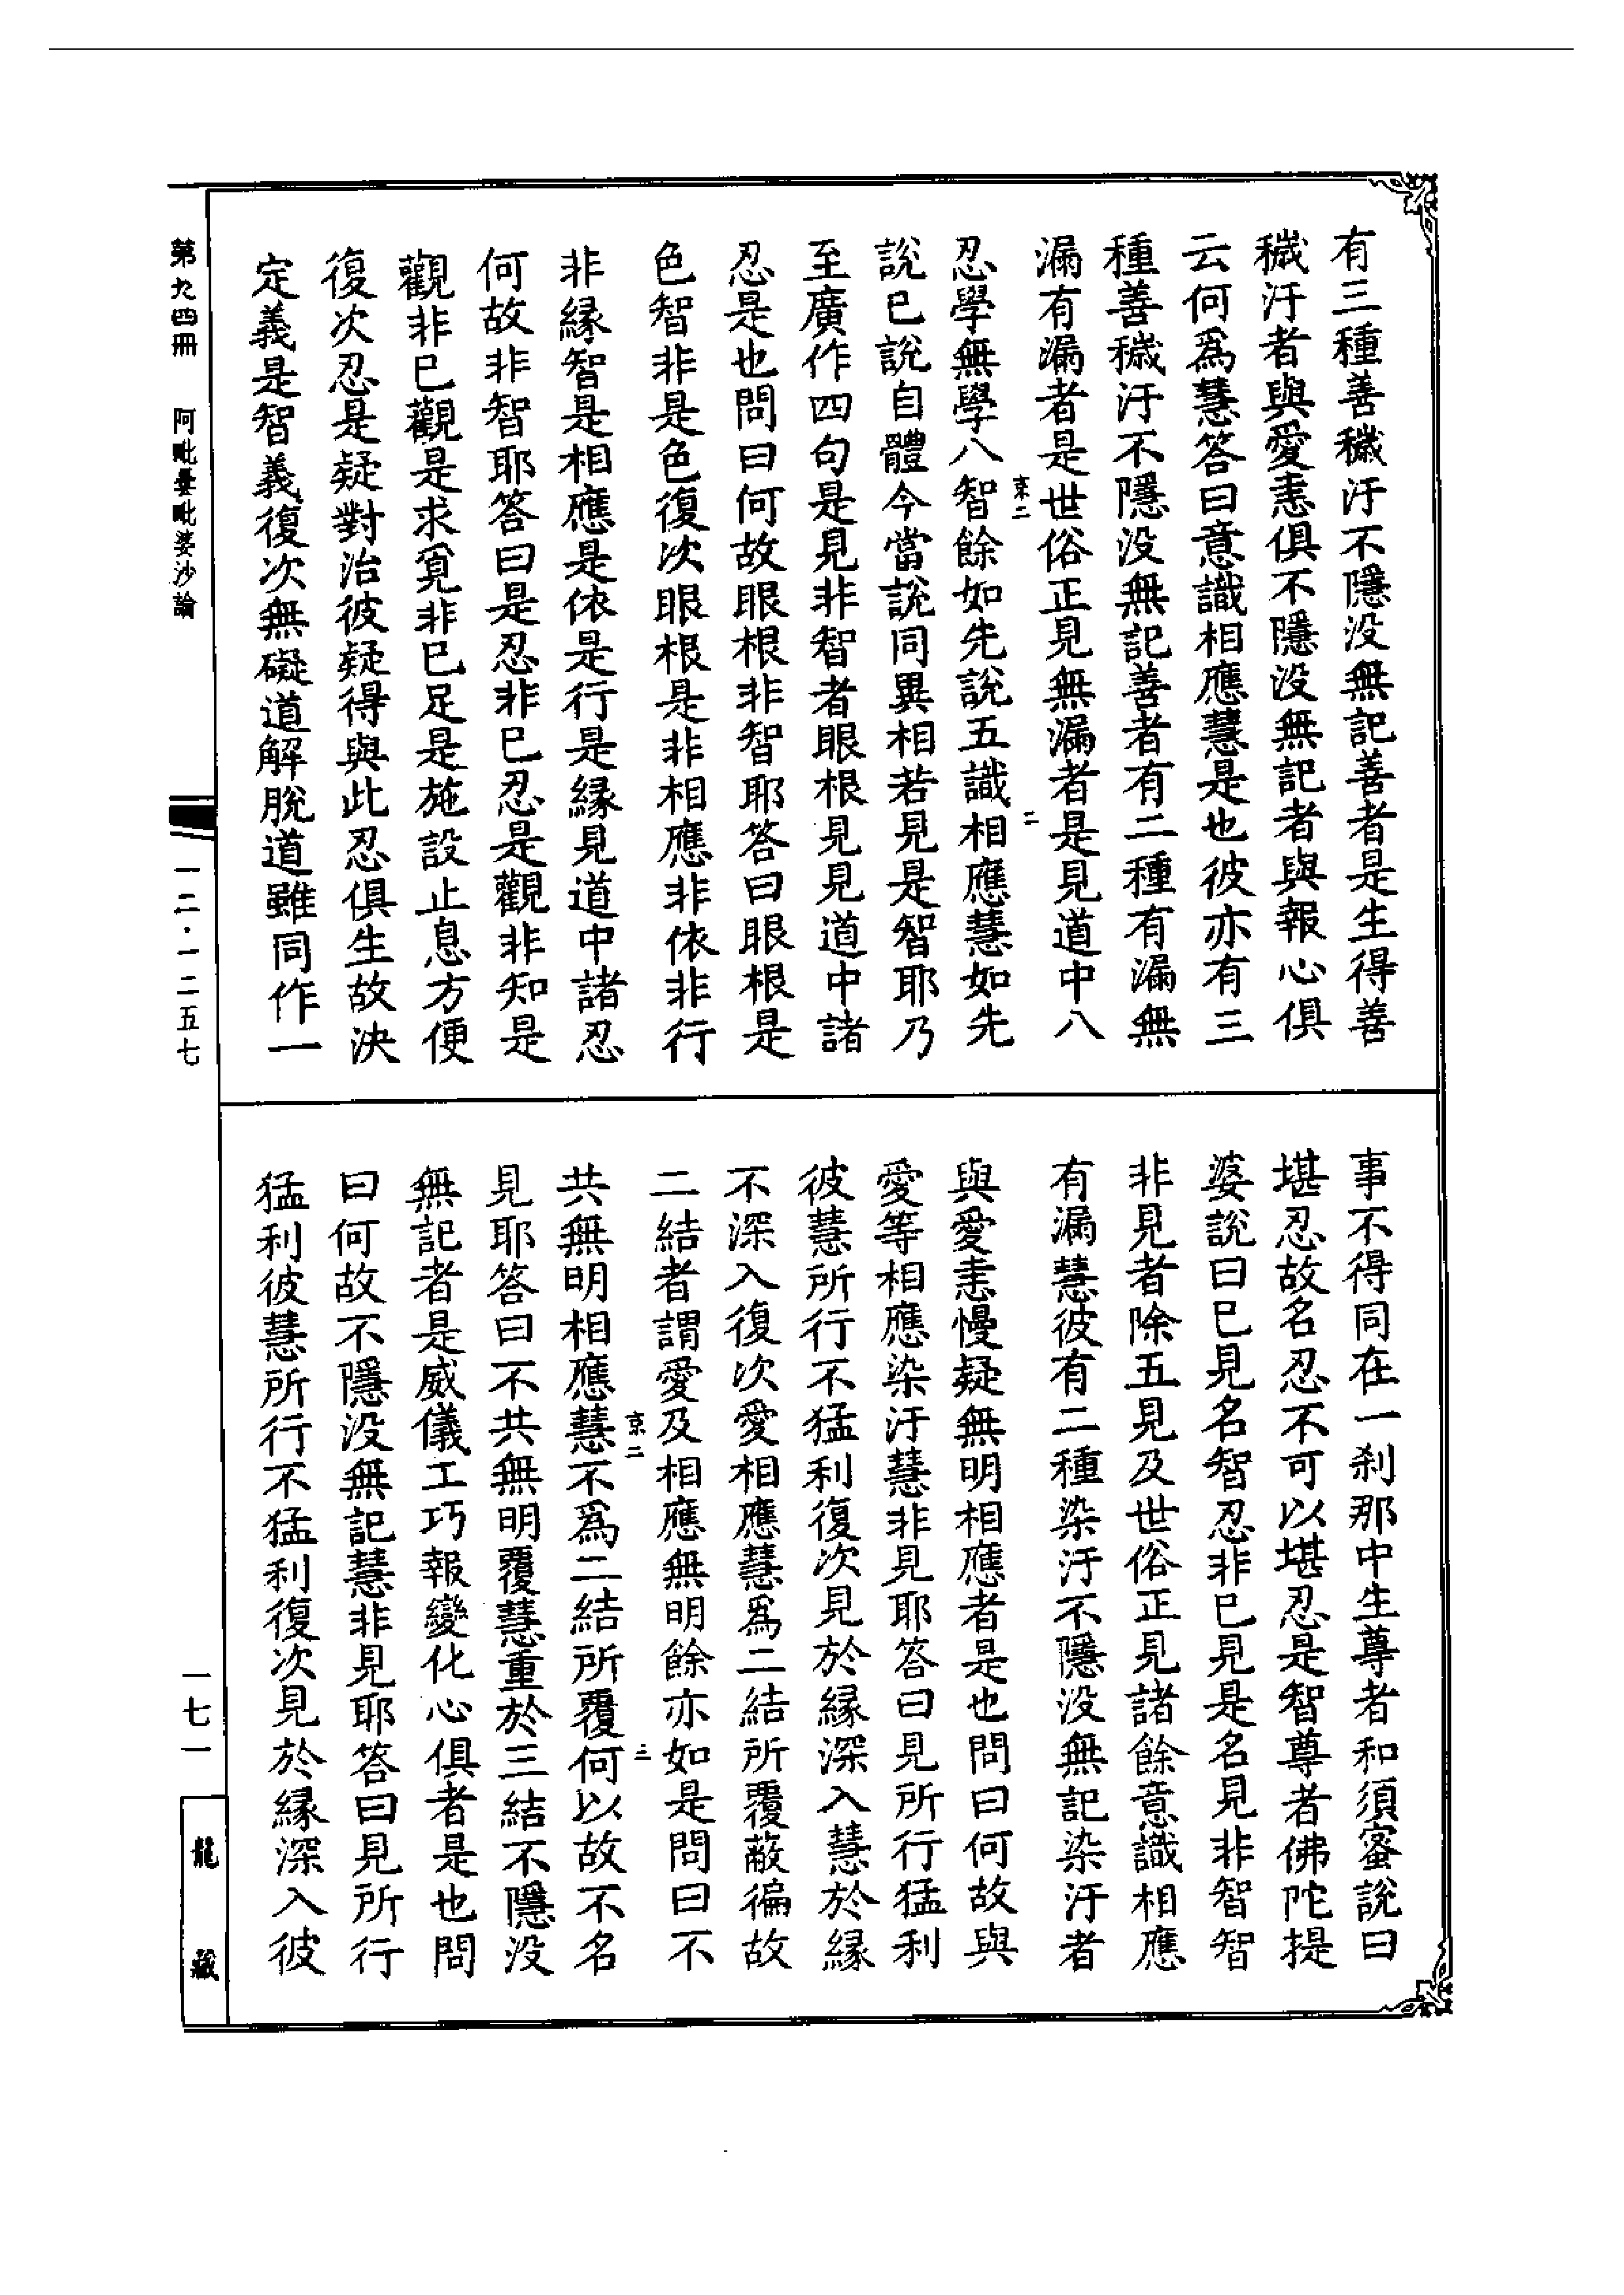 有三種善穢汙不隱没無記善者是生得善
穢汙者與愛恚俱不隱没無記者與報心俱
云何爲慧答曰意識相應慧是也彼亦有三
種善穢汙不隱没無記善者有二種有漏無
漏有漏者是世俗正見無漏者是見道中八
京二
二
忍學無學八智餘如先說五識相應慧如先
說已說自體今當說同異相若見是智耶乃
至廣作四句是見非智者眼根見見道中諸
忍是也問曰何故眼根非智耶答曰眼根是
色智非是色復次眼根是非相應非依非行
非緣智是相應是依是行是緣見道中諸忍
何故非智耶答曰是忍非已忍是觀非知是
觀非已觀是求覓非已足是施設止息方便
復次忍是疑對治彼疑得與此忍俱生故決
定義是智義復次無礙道解脫道雖同作一
事不得同在一刹那中生尊者和須蜜說曰
堪忍故名忍不可以堪忍是智尊者佛陀提
婆說曰已見名智忍非已見是名見非智智
非見者除五見及世俗正見諸餘意識相應
有漏慧彼有二種染汙不隱没無記染汙者
與愛恚慢疑無明相應者是也問曰何故與
愛等相應染汙慧非見耶答曰見所行猛利
彼慧所行不猛利復次見於緣深入慧於緣
不深入復次愛相應慧爲二結所覆蔽徧故
二結者謂愛及相應無明餘亦如是問曰不
京二
三
共無明相應慧不爲二結所覆何以故不名
見耶答曰不共無明覆慧重於三結不隱没
無記者是威儀工巧報變化心俱者是也問
曰何故不隱没無記慧非見耶答曰見所行
猛利彼慧所行不猛利復次見於緣深入彼
第九四冊 阿毗曇毗婆沙論
一二·一二五七
一七一
龍藏